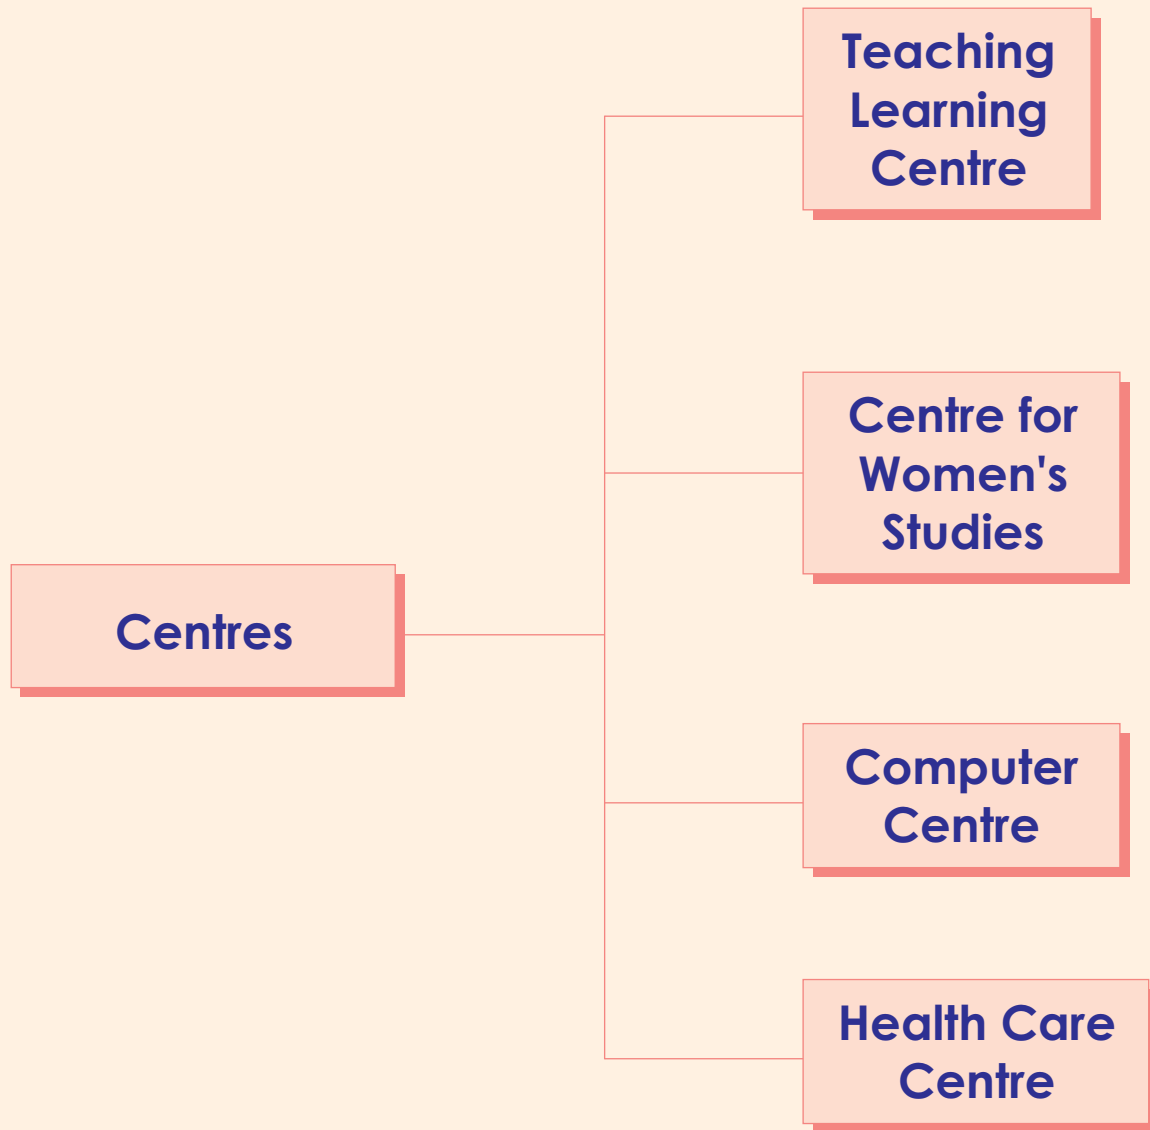 Teaching
Learning
Centre
Centre for
Women's
Studies
Centres
Computer
Centre
Health Care
Centre